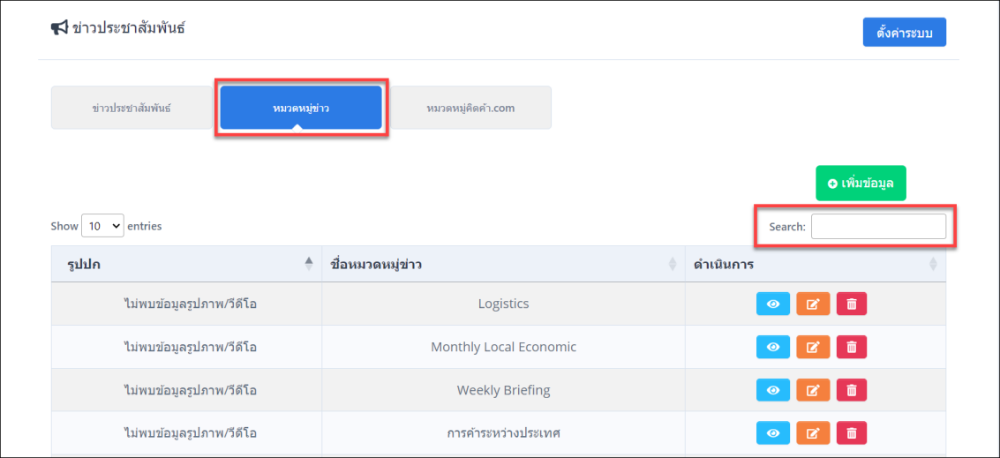 ข่าวประชาสัมพันธ์
ตั้งค่าระบบ
ข่าวประชาสัมพันธ์ หมวดหมู่ข่าว หมวดหมู่คิดค้า.com
เพิ่มข้อมูล
Show 10 entries Search:
รูปปก ชื่อหมวดหมู่ข่าว ดำเนินการ
ไม่พบข้อมูลรูปภาพ/วีดีโอ Logistics
ไม่พบข้อมูลรูปภาพ/วีดีโอ Monthly Local Economic
ไม่พบข้อมูลรูปภาพ/วีดีโอ Weekly Briefing
ไม่พบข้อมูลรูปภาพ/วีดีโอ การค้าระหว่างประเทศ